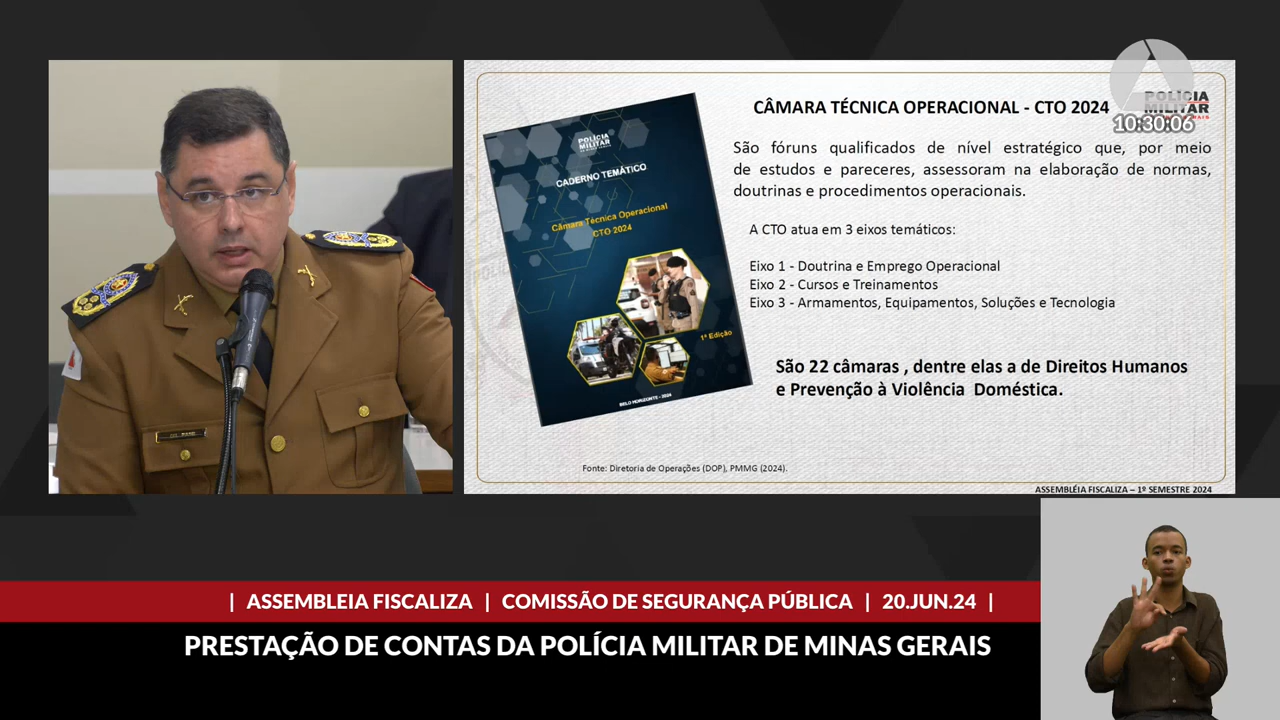 CÂMARA TÉCNICA OPERACIONAL - CTO 2024
POLÍCIA
MILITAR
10:30:06
São fóruns qualificados de nível estratégico que, por meio
de estudos e pareceres, assessoram na elaboração de normas,
doutrinas e procedimentos operacionais.
A CTO atua em 3 eixos temáticos:
Eixo 1 - Doutrina e Emprego Operacional
Eixo 2 - Cursos e Treinamentos
Eixo 3 - Armamentos, Equipamentos, Soluções e Tecnologia
São 22 câmaras , dentre elas a de Direitos Humanos
e Prevenção à Violência Doméstica.
POLÍCIA
MILITAR
CADERNO TEMÁTICO
Câmara Técnica Operacional
CTO 2024
1ª Edição
BELO HORIZONTE - 2024
Fonte: Diretoria de Operações (DOP), PMMG (2024).
ASSEMBLÉIA FISCALIZA – 1º SEMESTRE 2024
| ASSEMBLEIA FISCALIZA | COMISSÃO DE SEGURANÇA PÚBLICA | 20.JUN.24 |
PRESTAÇÃO DE CONTAS DA POLÍCIA MILITAR DE MINAS GERAIS